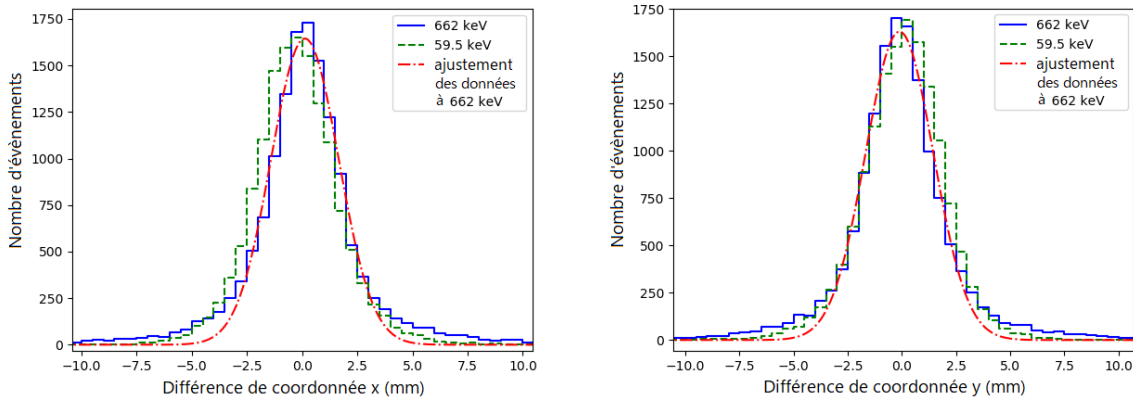 1750
1500
1250
1000
750
500
250
0
Nombre d'évènements
−10.0 −7.5 −5.0 −2.5 0.0 2.5 5.0 7.5 10.0
Différence de coordonnée x (mm)
662 keV
59.5 keV
ajustement
des données
à 662 keV
1750
1500
1250
1000
750
500
250
0
Nombre d'évènements
−10.0 −7.5 −5.0 −2.5 0.0 2.5 5.0 7.5 10.0
Différence de coordonnée y (mm)
662 keV
59.5 keV
ajustement
des données
à 662 keV